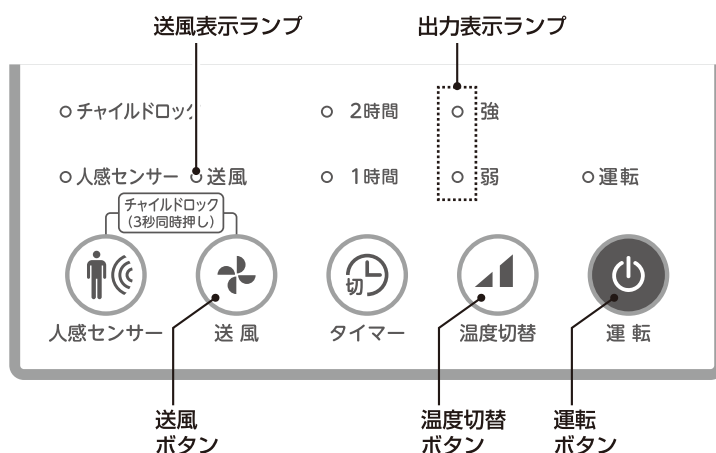 送風表示ランプ 出力表示ランプ
チャイルドロック 2時間 強
人感センサー 送風 1時間 弱 運転
チャイルドロック
(3秒同時押し)
切
人感センサー 送風 タイマー 温度切替 運転
送風
ボタン
温度切替
ボタン
運転
ボタン